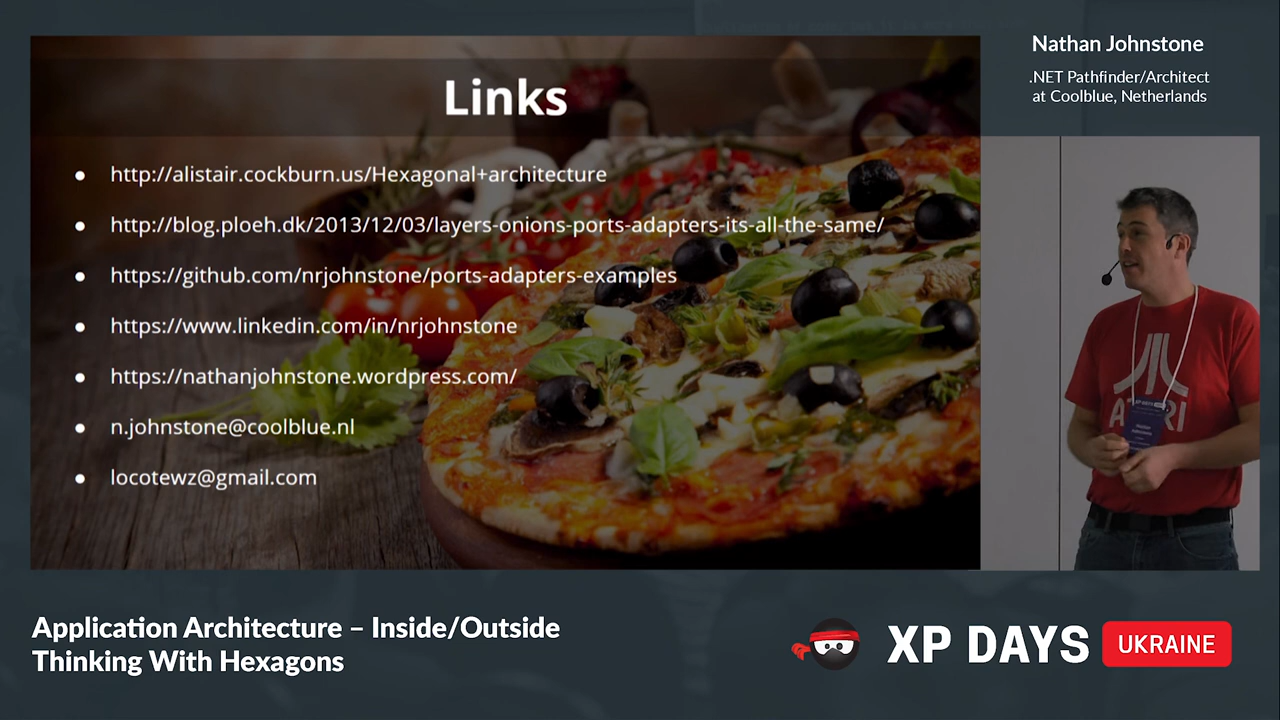 Links
http://alistair.cockburn.us/Hexagonal+architecture
http://blog.ploeh.dk/2013/12/03/layers-onions-ports-adapters-its-all-the-same/
https://github.com/nrjohnstone/ports-adapters-examples
https://www.linkedin.com/in/nrjohnstone
https://nathanjohnstone.wordpress.com/
n.johnstone@coolblue.nl
locotewz@gmail.com
Nathan Johnstone
.NET Pathfinder/Architect
at Coolblue, Netherlands
ATARI
Application Architecture – Inside/Outside
Thinking With Hexagons
XP DAYS UKRAINE